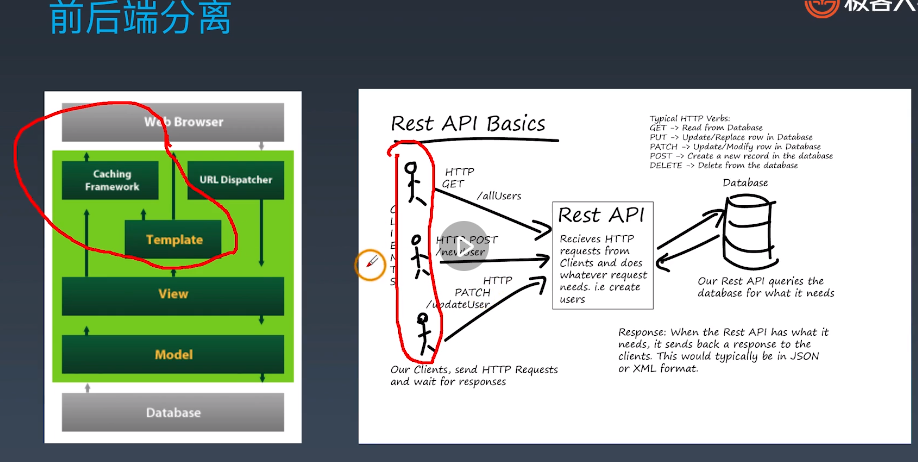 前后端分离
极客大
Web Browser
Caching
Framework
URL Dispatcher
Template
View
Model
Database
Rest API Basics
Typical HTTP Verbs:
GET -> Read from Database
PUT -> Update/Replace row in Database
PATCH -> Update/Modify row in Database
POST -> Create a new record in the database
DELETE -> Delete from the database
CLIENTS
HTTP
GET
/allUsers
HTTP POST
/newUser
HTTP
PATCH
/updateUser
Rest API
Recieves HTTP
requests from
Clients and does
whatever request
needs. i.e create
users
Database
Our Rest API queries the
database for what it needs
Response: When the Rest API has what it
needs, it sends back a response to the
clients. This would typically be in JSON
or XML format.
Our Clients, send HTTP Requests
and wait for responses